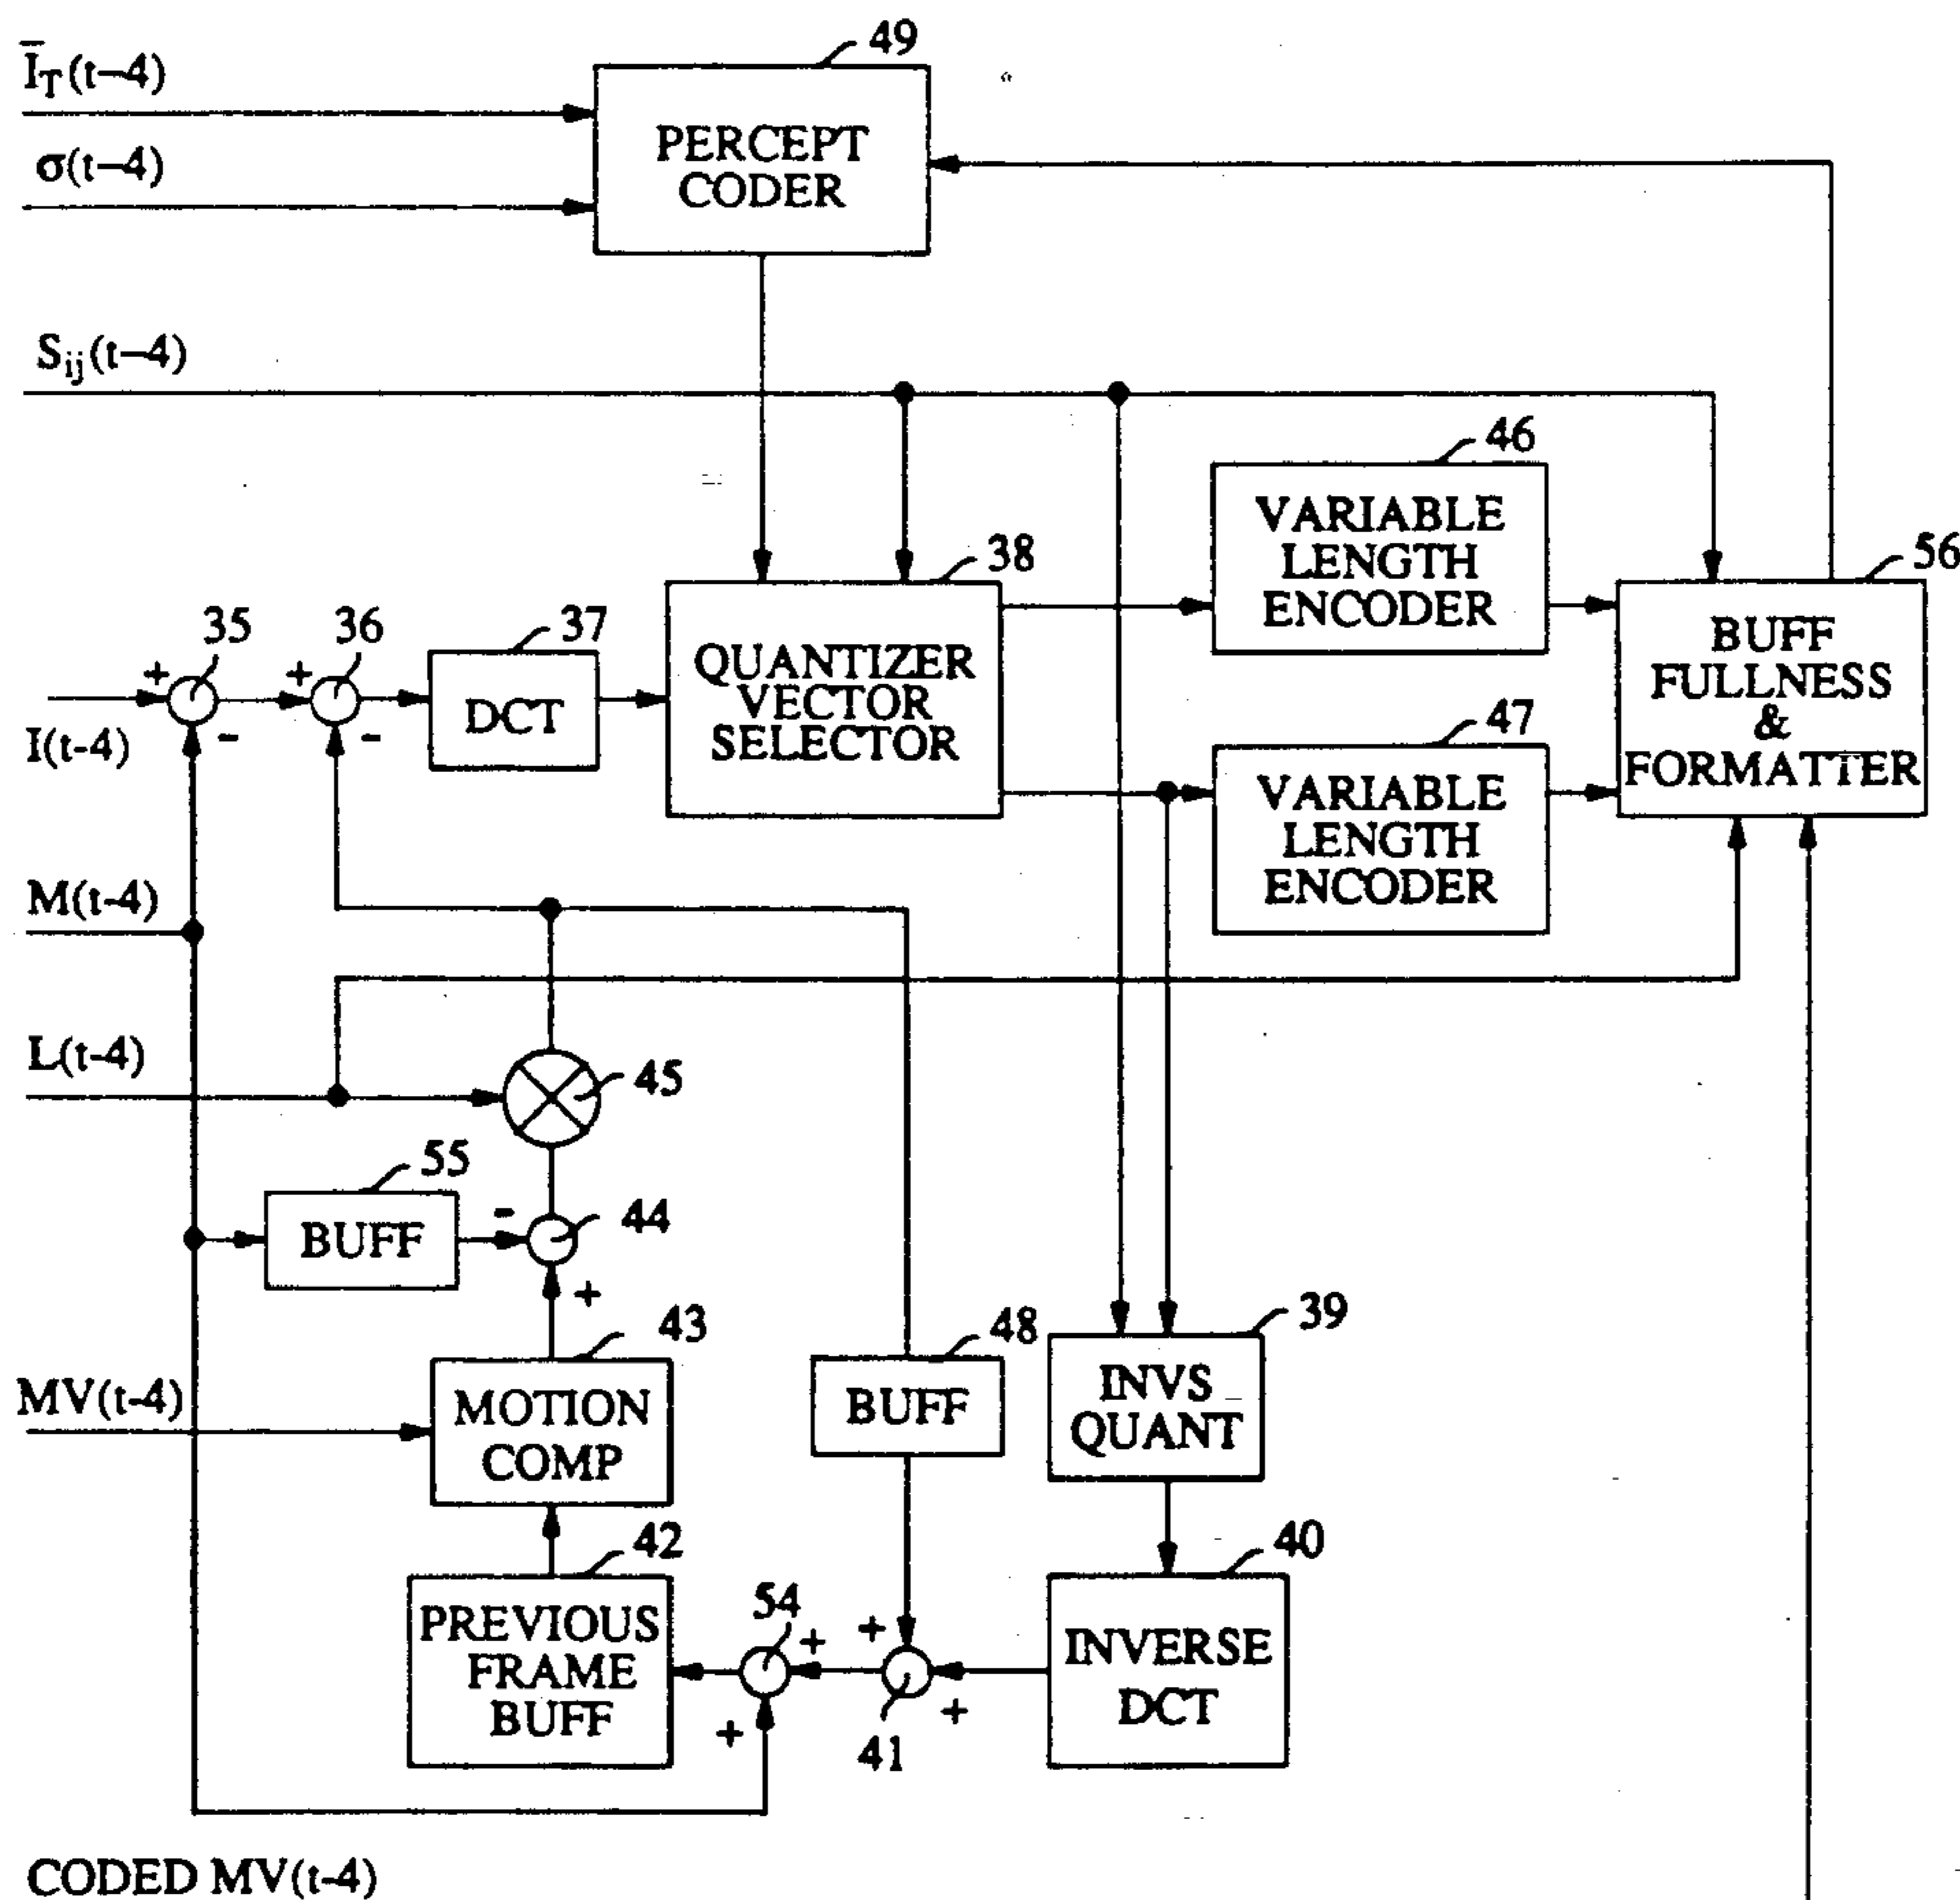 49
I̅T(t–4)
PERCEPT
CODER
σ(t–4)
Sij(t–4)
46
VARIABLE
LENGTH
ENCODER
38
56
QUANTIZER
VECTOR
SELECTOR
BUFF
FULLNESS
&
FORMATTER
35
36
37
+
+
DCT
I(t-4)
-
-
47
VARIABLE
LENGTH
ENCODER
M(t-4)
L(t-4)
45
55
BUFF
-
44
+
43
48
39
MV(t-4)
MOTION
COMP
BUFF
INVS
QUANT
42
54
40
PREVIOUS
FRAME
BUFF
+
+
+
+
41
INVERSE
DCT
CODED MV(t-4)